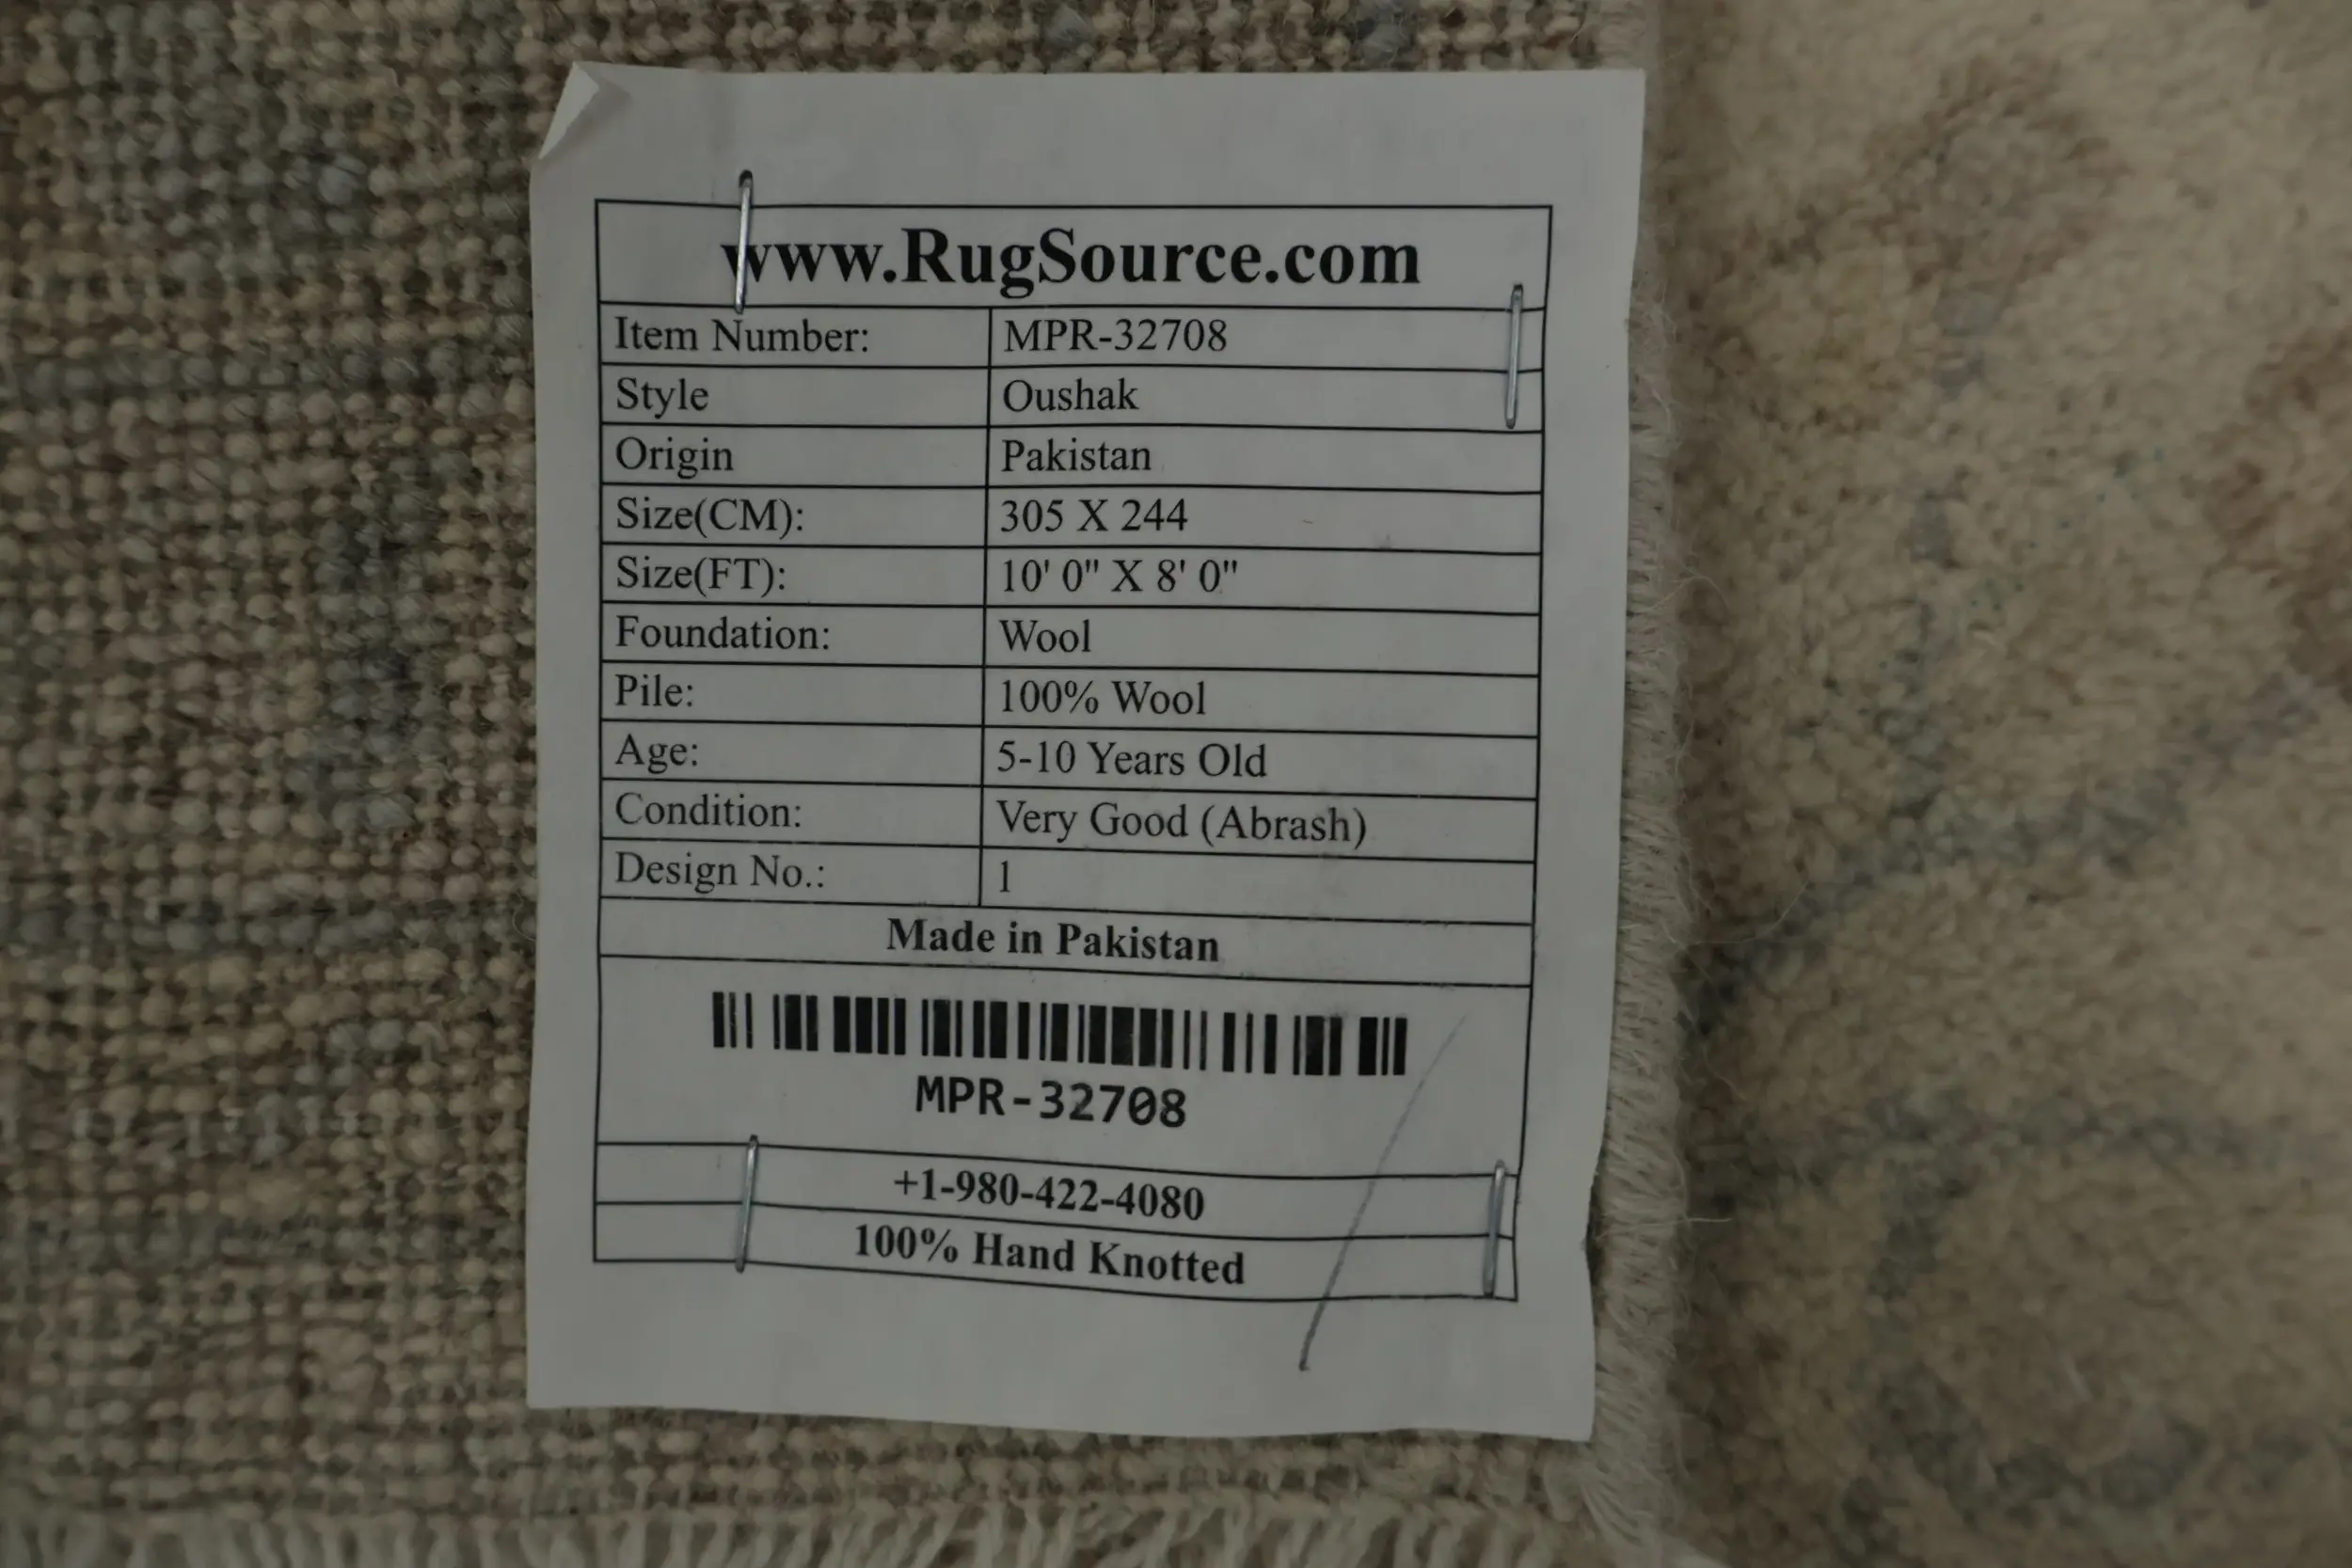 www.RugSource.com
Item Number: MPR-32708
Style Oushak
Origin Pakistan
Size(CM): 305 X 244
Size(FT): 10' 0" X 8' 0"
Foundation: Wool
Pile: 100% Wool
Age: 5-10 Years Old
Condition: Very Good (Abrash)
Design No.: 1
Made in Pakistan
MPR-32708
+1-980-422-4080
100% Hand Knotted